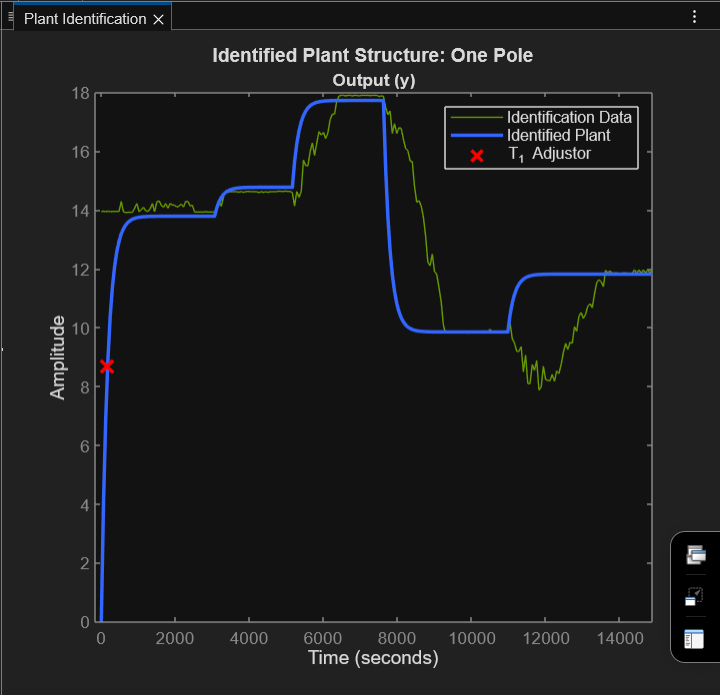 Plant Identification ×
Identified Plant Structure: One Pole
Output (y)
Identification Data
Identified Plant
T1 Adjustor
18
16
14
12
10
8
6
4
2
0
Amplitude
0 2000 4000 6000 8000 10000 12000 14000
Time (seconds)